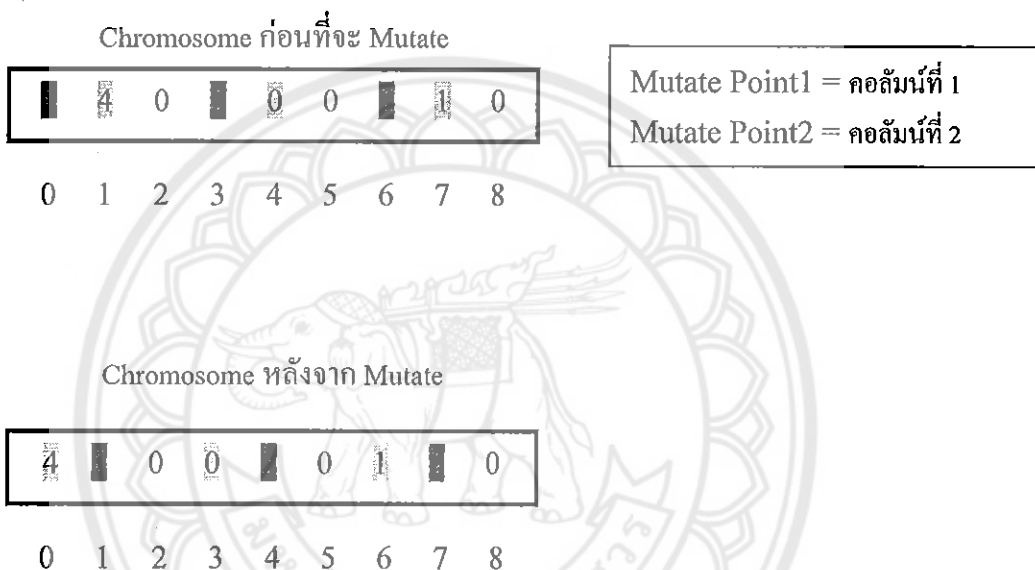 Chromosome ก่อนที่จะ Mutate
4 0 0 0 1 0
Mutate Point1 = คอลัมน์ที่ 1
Mutate Point2 = คอลัมน์ที่ 2
0 1 2 3 4 5 6 7 8
Chromosome หลังจาก Mutate
4 0 0 0 1 0
0 1 2 3 4 5 6 7 8